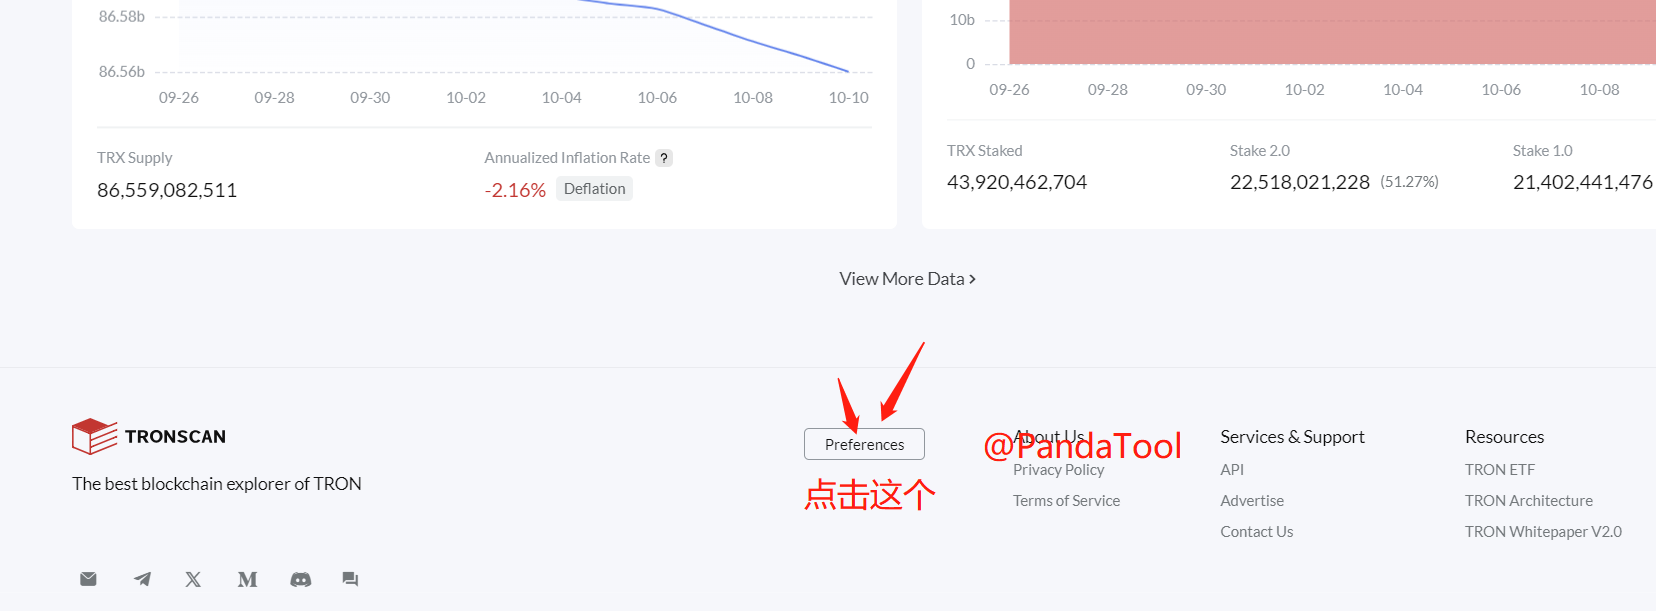 86.58b
86.56b
09-26 09-28 09-30 10-02 10-04 10-06 10-08 10-10
TRX Supply
86,559,082,511
Annualized Inflation Rate ?
-2.16% Deflation
10b
0
09-26 09-28 09-30 10-02 10-04 10-06 10-08
TRX Staked
43,920,462,704
Stake 2.0
22,518,021,228 (51.27%)
Stake 1.0
21,402,441,476
View More Data >
TRONSCAN
The best blockchain explorer of TRON
Preferences
点击这个
@PandaTool
About Us
Privacy Policy
Terms of Service
Services & Support
API
Advertise
Contact Us
Resources
TRON ETF
TRON Architecture
TRON Whitepaper V2.0